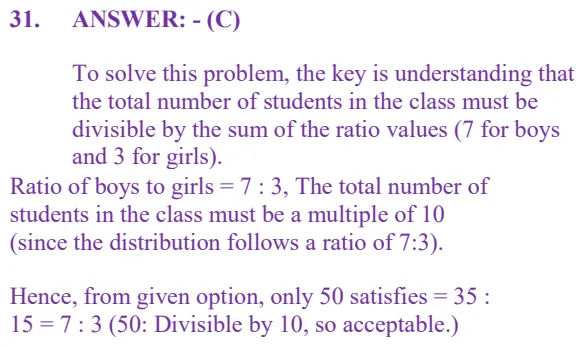 31. ANSWER: - (C)
To solve this problem, the key is understanding that
the total number of students in the class must be
divisible by the sum of the ratio values (7 for boys
and 3 for girls).
Ratio of boys to girls = 7 : 3, The total number of
students in the class must be a multiple of 10
(since the distribution follows a ratio of 7:3).
Hence, from given option, only 50 satisfies = 35 :
15 = 7 : 3 (50: Divisible by 10, so acceptable.)